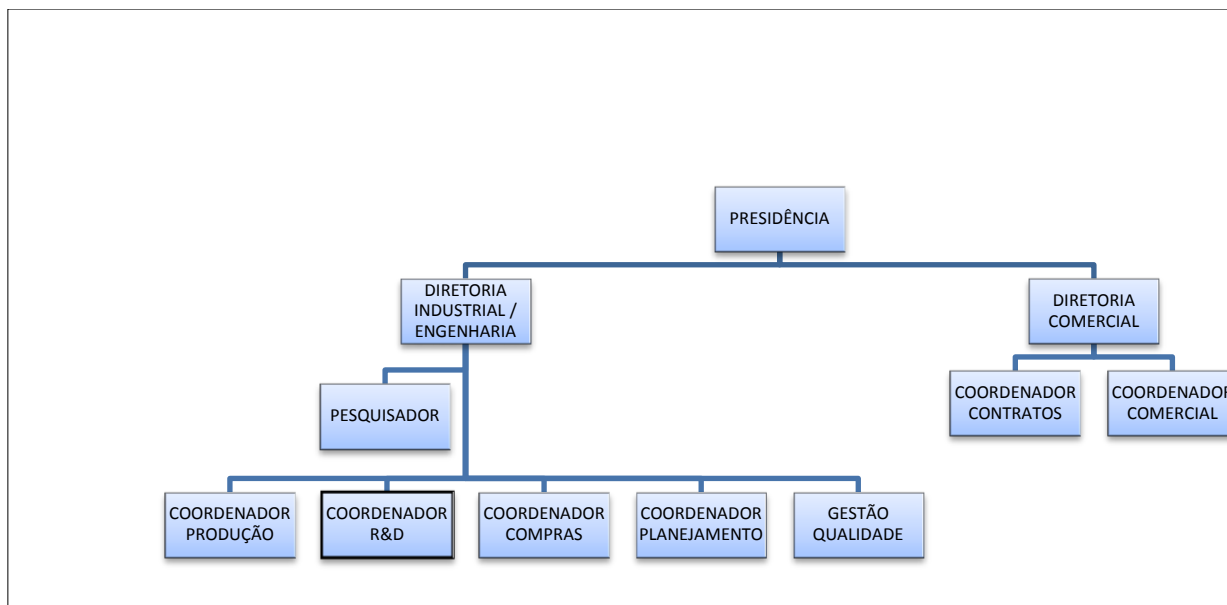 PRESIDÊNCIA
DIRETORIA
INDUSTRIAL /
ENGENHARIA
DIRETORIA
COMERCIAL
PESQUISADOR
COORDENADOR
CONTRATOS
COORDENADOR
COMERCIAL
COORDENADOR
PRODUÇÃO
COORDENADOR
R&D
COORDENADOR
COMPRAS
COORDENADOR
PLANEJAMENTO
GESTÃO
QUALIDADE